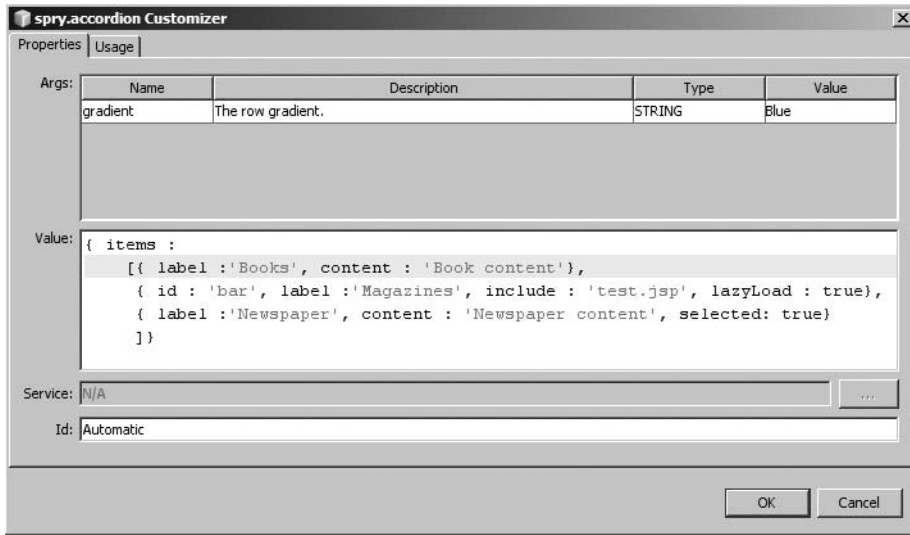 spry.accordion Customizer
Properties Usage
Args:
Name Description Type Value
gradient The row gradient. STRING Blue
Value:
{ items :
[{ label :'Books', content : 'Book content'},
{ id : 'bar', label :'Magazines', include : 'test.jsp', lazyLoad : true},
{ label :'Newspaper', content : 'Newspaper content', selected: true}
]}
Service: N/A ...
Id: Automatic
OK Cancel